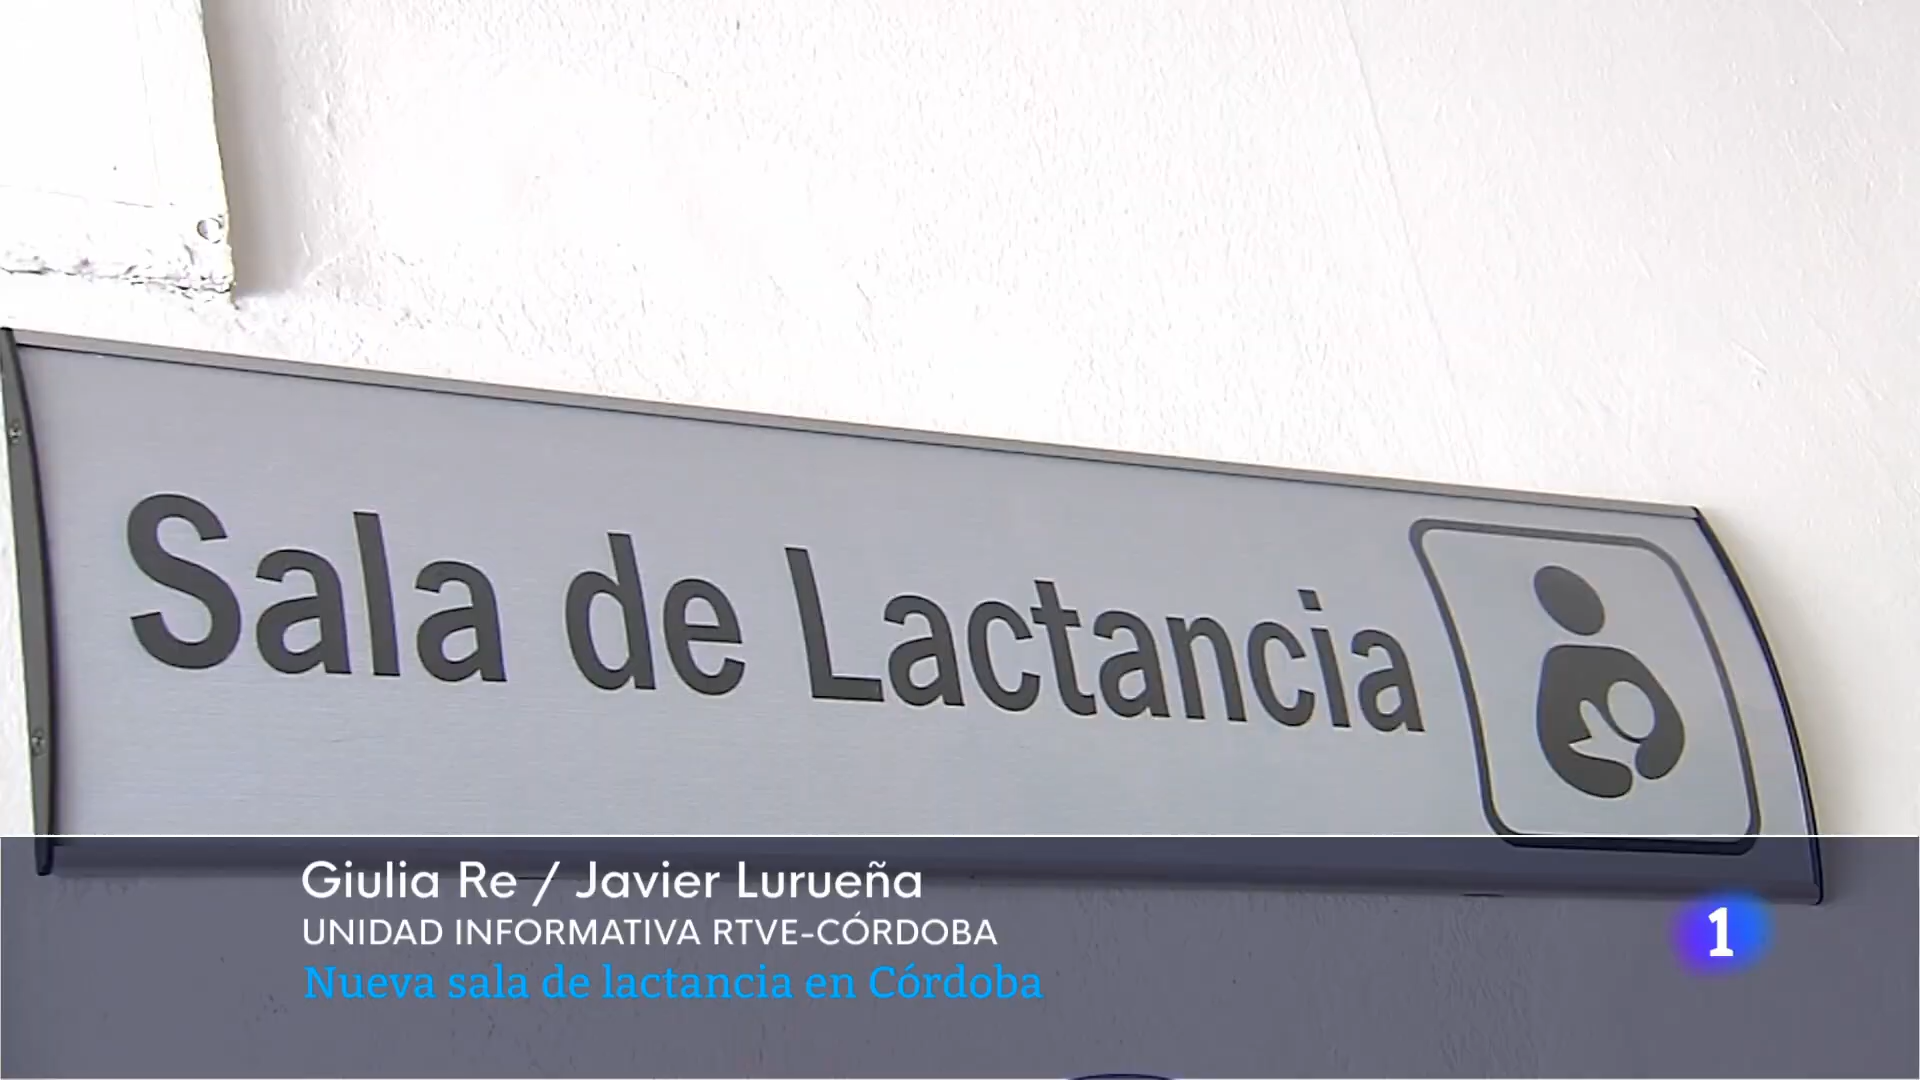 Sala de Lactancia
Giulia Re / Javier Lurueña
UNIDAD INFORMATIVA RTVE-CÓRDOBA
Nueva sala de lactancia en Córdoba
1